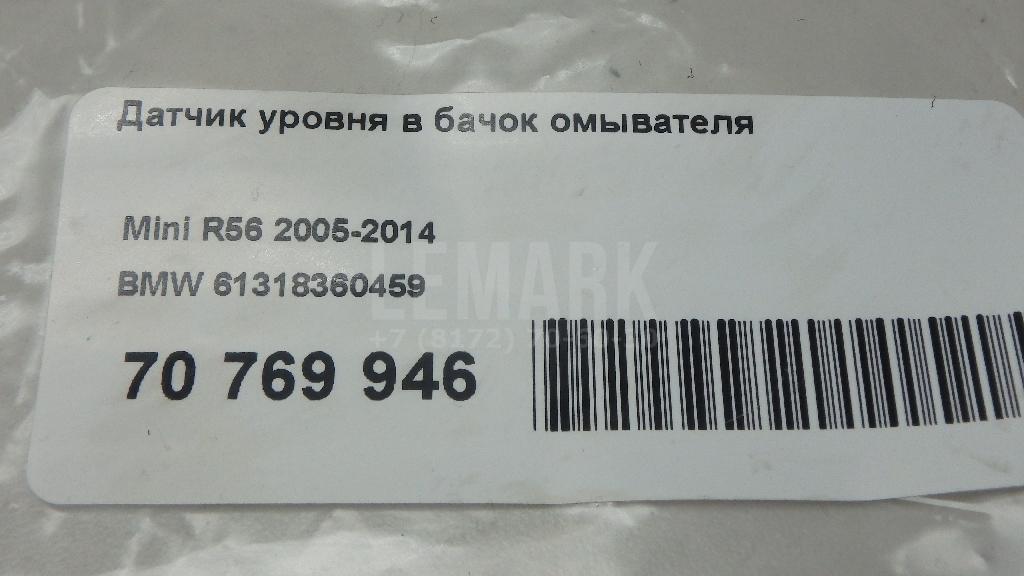 Датчик уровня в бачок омывателя
Mini R56 2005-2014
LEMARK
BMW 61318360459
+7 (8172)
70 769 946